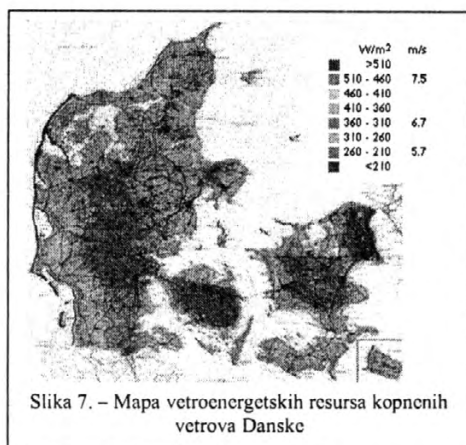 W/m² m/s
>510
510 - 460 7.5
460 - 410
410 - 360
360 - 310 6.7
310 - 260
260 - 210 5.7
<210
Slika 7. – Mapa vetroenergetskih resursa kopnenih
vetrova Danske